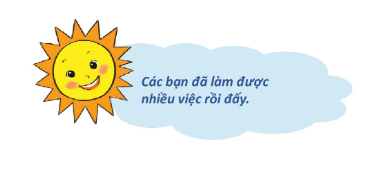 Các bạn đã làm được
nhiều việc rồi đấy.